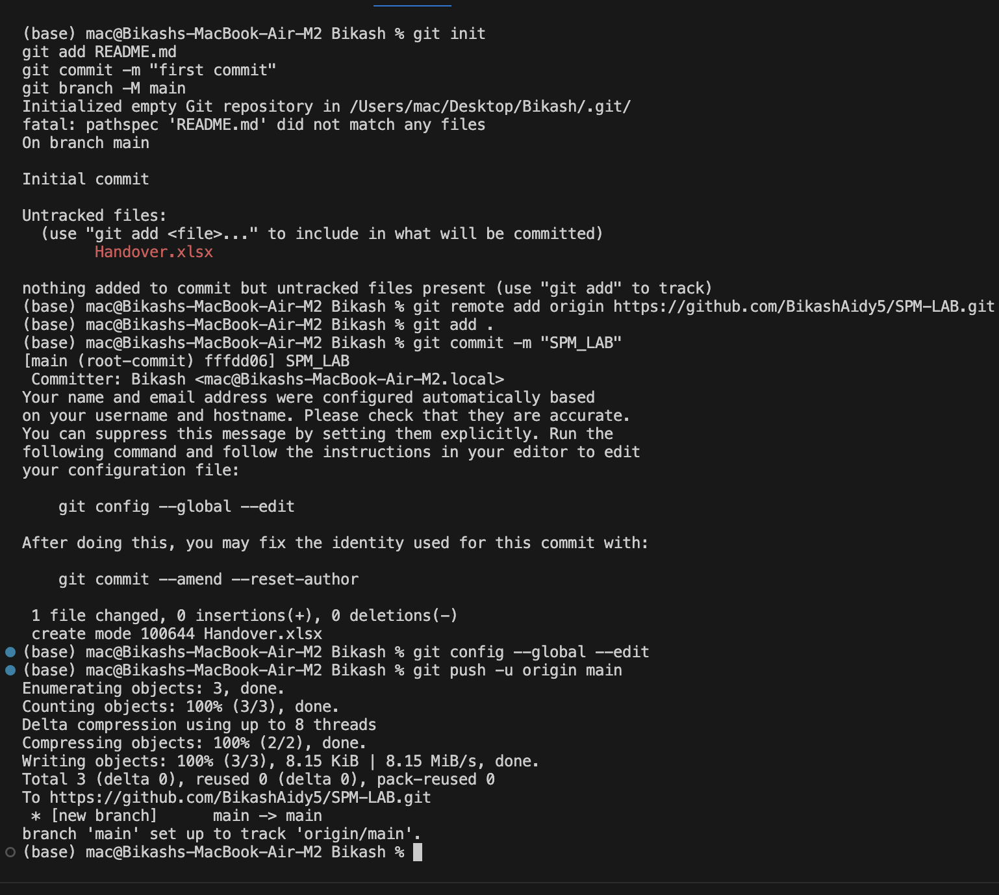 (base) mac@Bikashs-MacBook-Air-M2 Bikash % git init
git add README.md
git commit -m "first commit"
git branch -M main
Initialized empty Git repository in /Users/mac/Desktop/Bikash/.git/
fatal: pathspec 'README.md' did not match any files
On branch main

Initial commit

Untracked files:
  (use "git add <file>..." to include in what will be committed)
        Handover.xlsx

nothing added to commit but untracked files present (use "git add" to track)
(base) mac@Bikashs-MacBook-Air-M2 Bikash % git remote add origin https://github.com/BikashAidy5/SPM-LAB.git
(base) mac@Bikashs-MacBook-Air-M2 Bikash % git add .
(base) mac@Bikashs-MacBook-Air-M2 Bikash % git commit -m "SPM_LAB"
[main (root-commit) fffdd06] SPM_LAB
 Committer: Bikash <mac@Bikashs-MacBook-Air-M2.local>
Your name and email address were configured automatically based
on your username and hostname. Please check that they are accurate.
You can suppress this message by setting them explicitly. Run the
following command and follow the instructions in your editor to edit
your configuration file:

    git config --global --edit

After doing this, you may fix the identity used for this commit with:

    git commit --amend --reset-author

 1 file changed, 0 insertions(+), 0 deletions(-)
 create mode 100644 Handover.xlsx
(base) mac@Bikashs-MacBook-Air-M2 Bikash % git config --global --edit
(base) mac@Bikashs-MacBook-Air-M2 Bikash % git push -u origin main
Enumerating objects: 3, done.
Counting objects: 100% (3/3), done.
Delta compression using up to 8 threads
Compressing objects: 100% (2/2), done.
Writing objects: 100% (3/3), 8.15 KiB | 8.15 MiB/s, done.
Total 3 (delta 0), reused 0 (delta 0), pack-reused 0
To https://github.com/BikashAidy5/SPM-LAB.git
 * [new branch]      main -> main
branch 'main' set up to track 'origin/main'.
(base) mac@Bikashs-MacBook-Air-M2 Bikash %